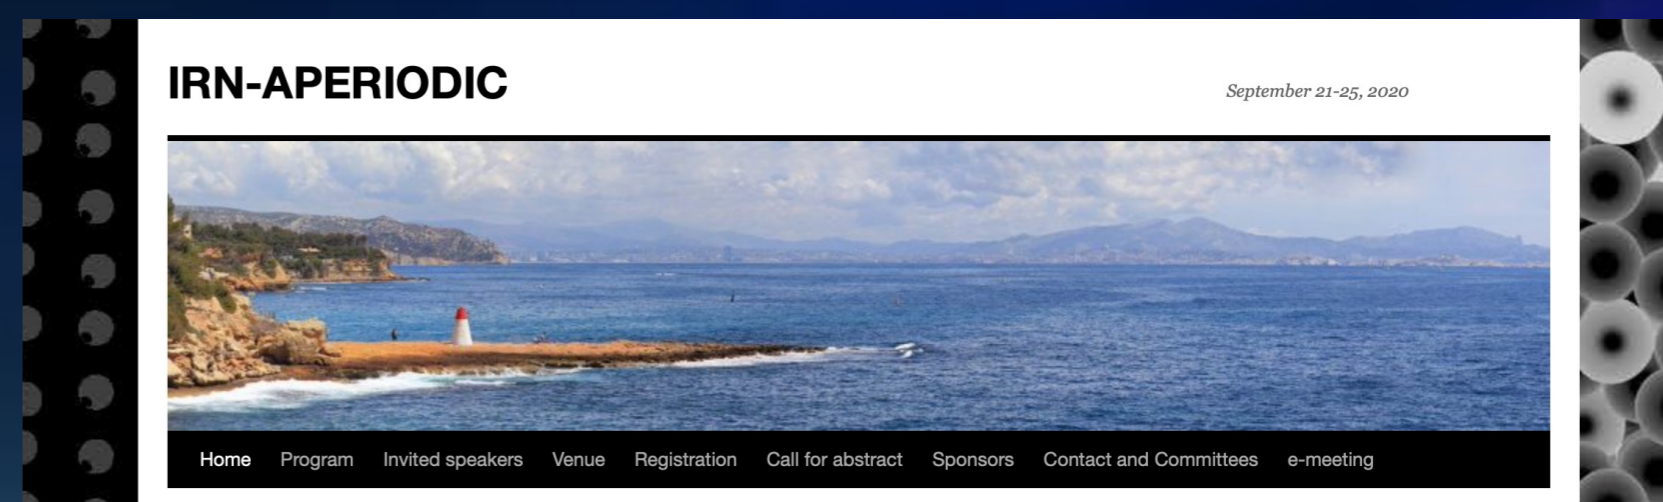 IRN-APERIODIC
September 21-25, 2020
Home Program Invited speakers Venue Registration Call for abstract Sponsors Contact and Committees e-meeting